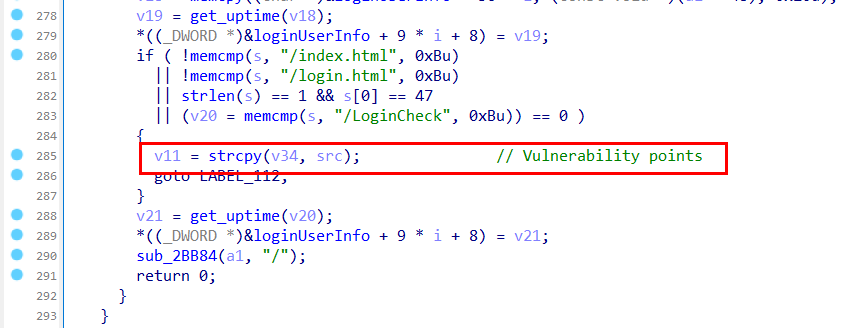 278 v19 = get_uptime(v18);
279 *((_DWORD *)&loginUserInfo + 9 * i + 8) = v19;
280 if ( !memcmp(s, "/index.html", 0xBu)
281 || !memcmp(s, "/login.html", 0xBu)
282 || strlen(s) == 1 && s[0] == 47
283 || (v20 = memcmp(s, "/LoginCheck", 0xBu)) == 0 )
284 {
285 v11 = strcpy(v34, src); // Vulnerability points
286 goto LABEL_112;
287 }
288 v21 = get_uptime(v20);
289 *((_DWORD *)&loginUserInfo + 9 * i + 8) = v21;
290 sub_2BB84(a1, "/");
291 return 0;
292 }
293 }